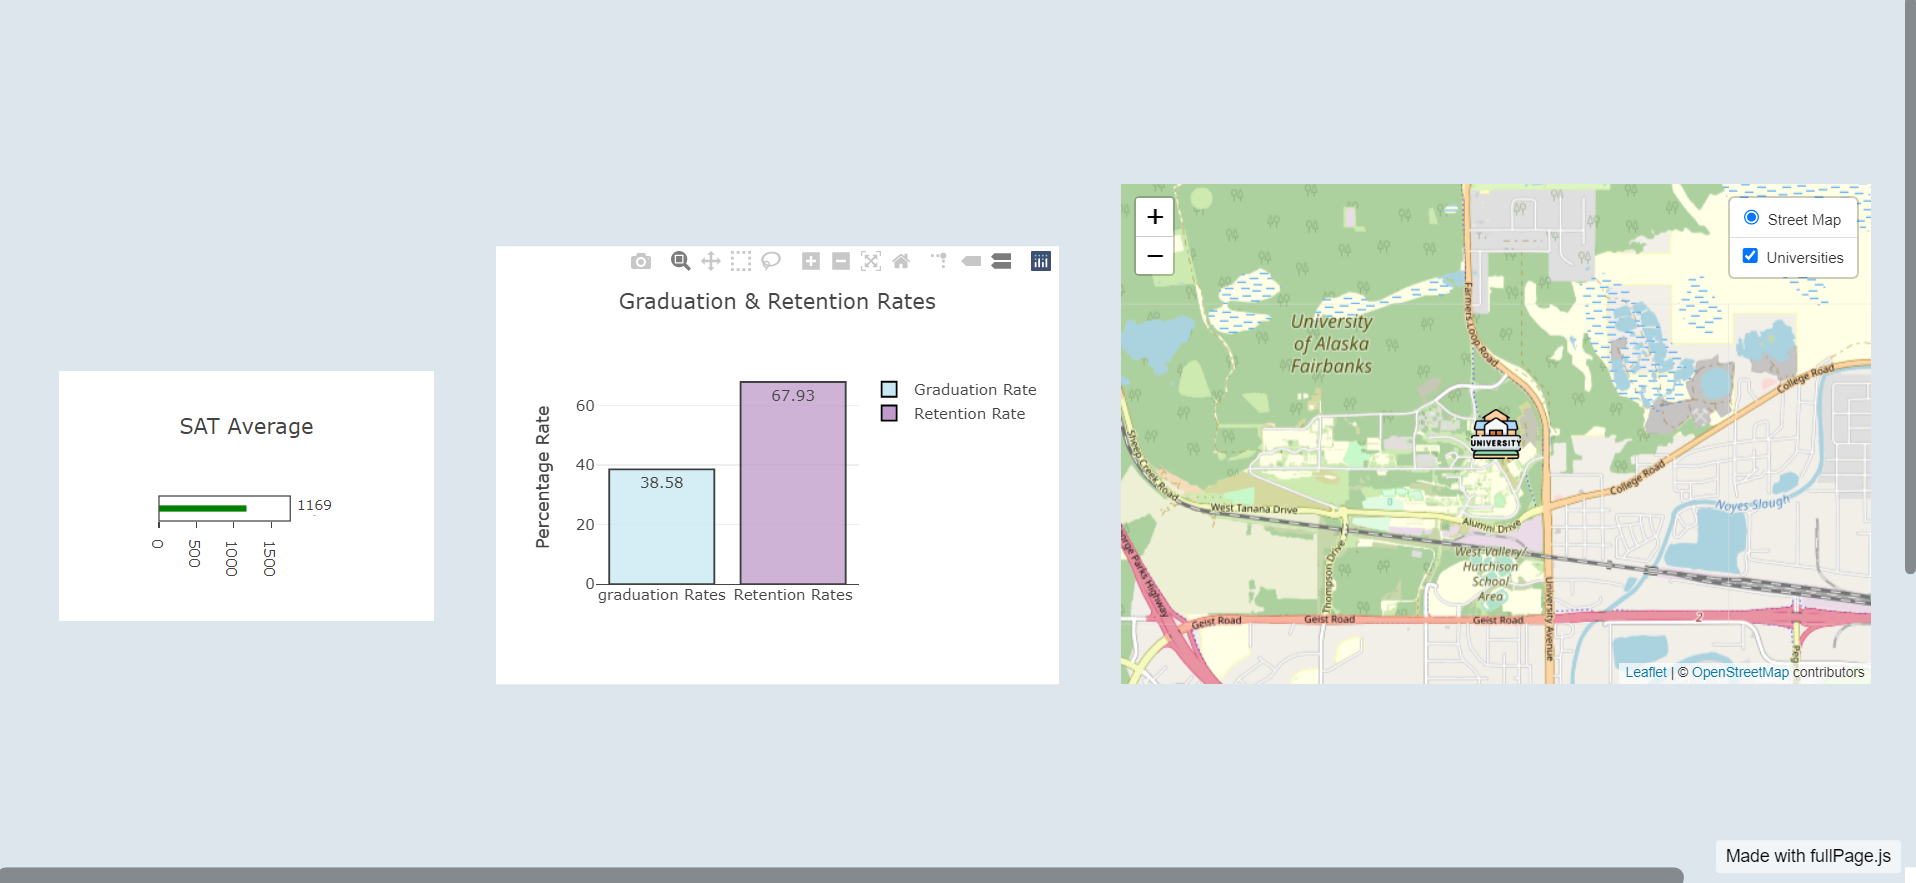 SAT Average
1169
0
500
1000
1500
Graduation & Retention Rates
Percentage Rate
60
40
20
0
38.58
67.93
graduation Rates
Retention Rates
Graduation Rate
Retention Rate
+
−
Street Map
Universities
University
of Alaska
Fairbanks
UNIVERSITY
Farmers Loop Road
College Road
College Road
Sheep Creek Road
West Tanana Drive
Alumni Drive
Noyes Slough
Thompson Drive
West Valley/
Hutchison
School
Area
University Avenue
orge Parks Highway
Geist Road
Geist Road
Geist Road
2
Peg
Leaflet | © OpenStreetMap contributors
Made with fullPage.js